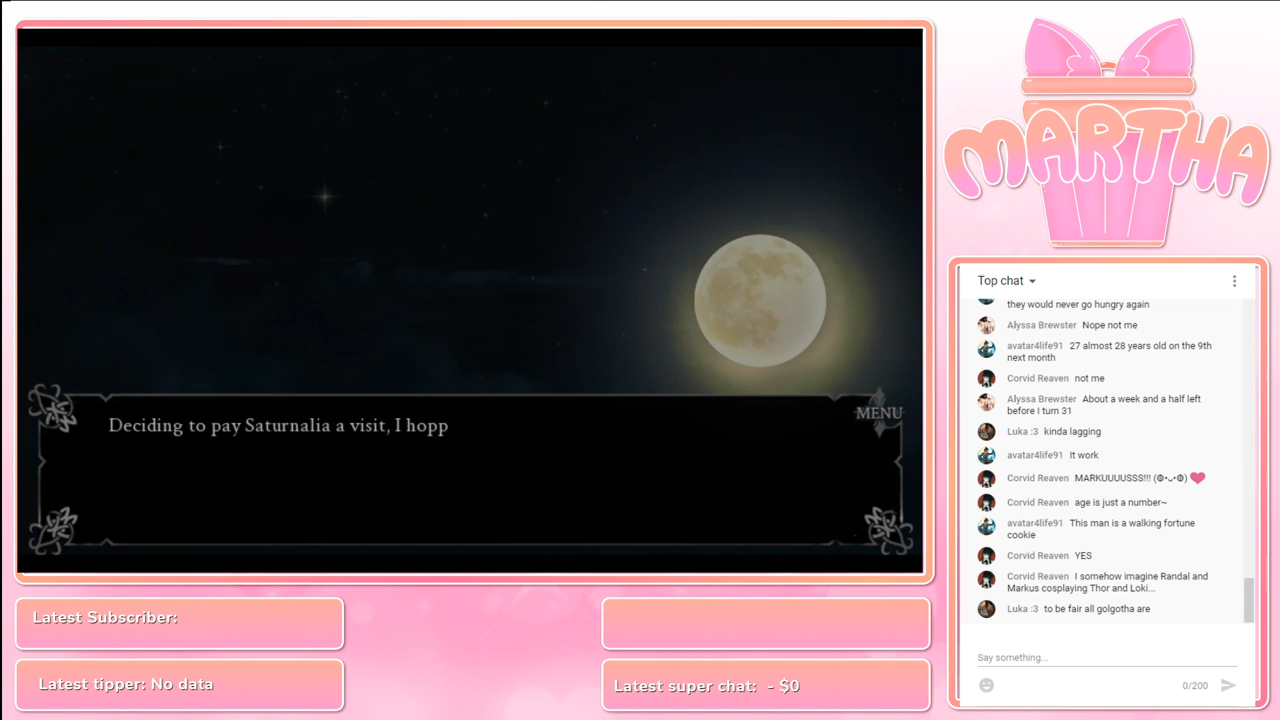 Deciding to pay Saturnalia a visit, I hopp
MENU
Latest Subscriber:
Latest tipper: No data
Latest super chat:  - $0
MARTHA
Top chat
they would never go hungry again
Alyssa Brewster Nope not me
avatar4life91 27 almost 28 years old on the 9th
next month
Corvid Reaven not me
Alyssa Brewster About a week and a half left
before I turn 31
Luka :3 kinda lagging
avatar4life91 It work
Corvid Reaven MARKUUUUSSS!!! (❁•ᴗ•❁) ❤
Corvid Reaven age is just a number~
avatar4life91 This man is a walking fortune
cookie
Corvid Reaven YES
Corvid Reaven I somehow imagine Randal and
Markus cosplaying Thor and Loki...
Luka :3 to be fair all golgotha are
Say something...
0/200